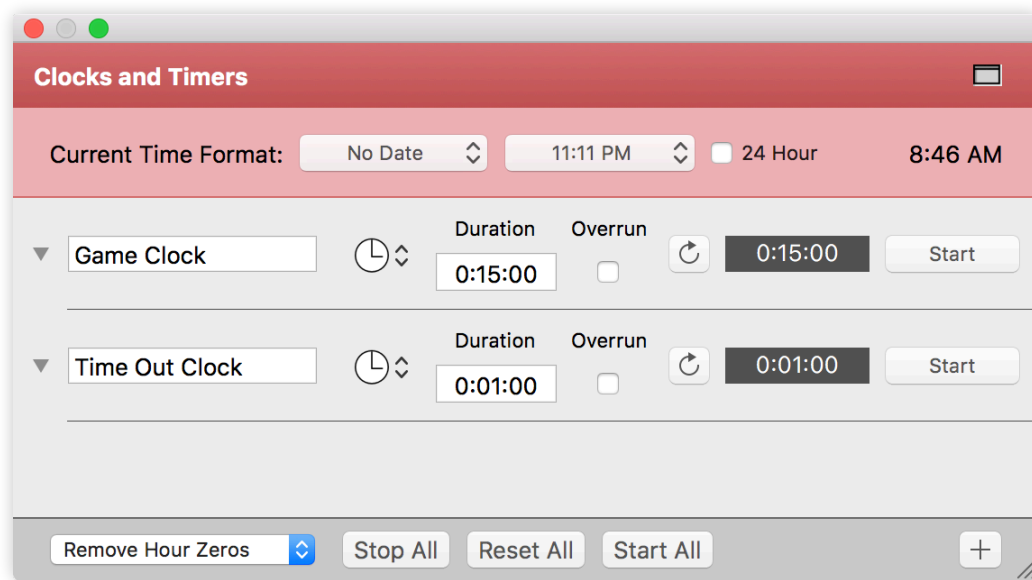 Clocks and Timers
Current Time Format: No Date 11:11 PM 24 Hour 8:46 AM
Duration Overrun
Game Clock 0:15:00 0:15:00 Start
Duration Overrun
Time Out Clock 0:01:00 0:01:00 Start
Remove Hour Zeros Stop All Reset All Start All